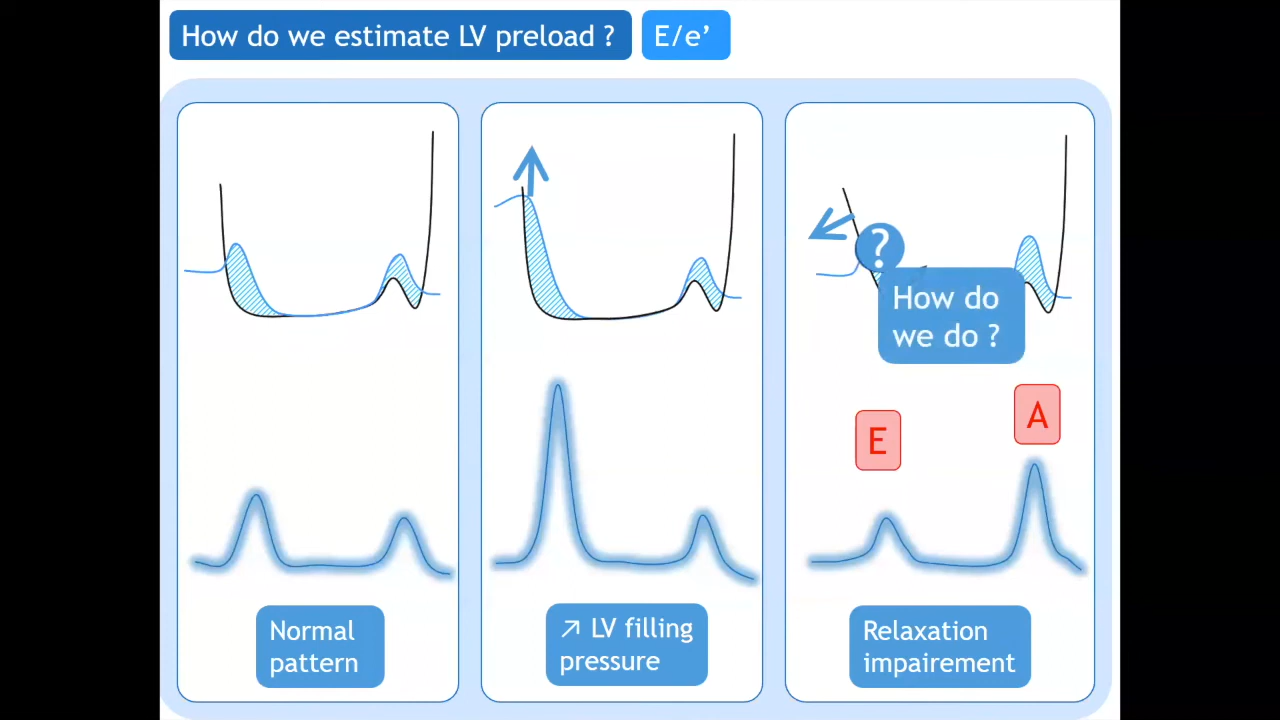 How do we estimate LV preload ?
E/e’
?
How do
we do ?
E
A
Normal
pattern
↗ LV filling
pressure
Relaxation
impairement